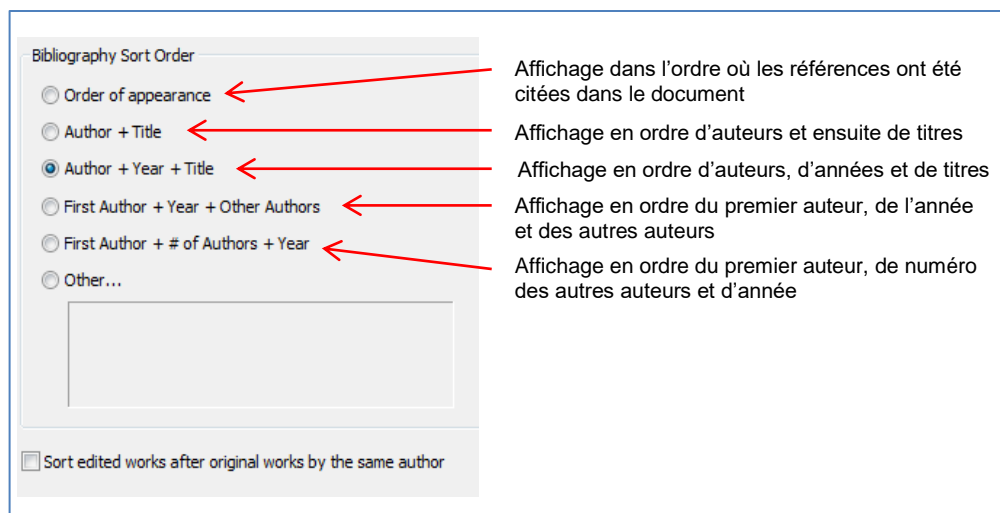 Bibliography Sort Order
Order of appearance
Affichage dans l’ordre où les références ont été
citées dans le document
Author + Title
Affichage en ordre d’auteurs et ensuite de titres
Author + Year + Title
Affichage en ordre d’auteurs, d’années et de titres
First Author + Year + Other Authors
Affichage en ordre du premier auteur, de l’année
et des autres auteurs
First Author + # of Authors + Year
Affichage en ordre du premier auteur, de numéro
des autres auteurs et d’année
Other...
Sort edited works after original works by the same author